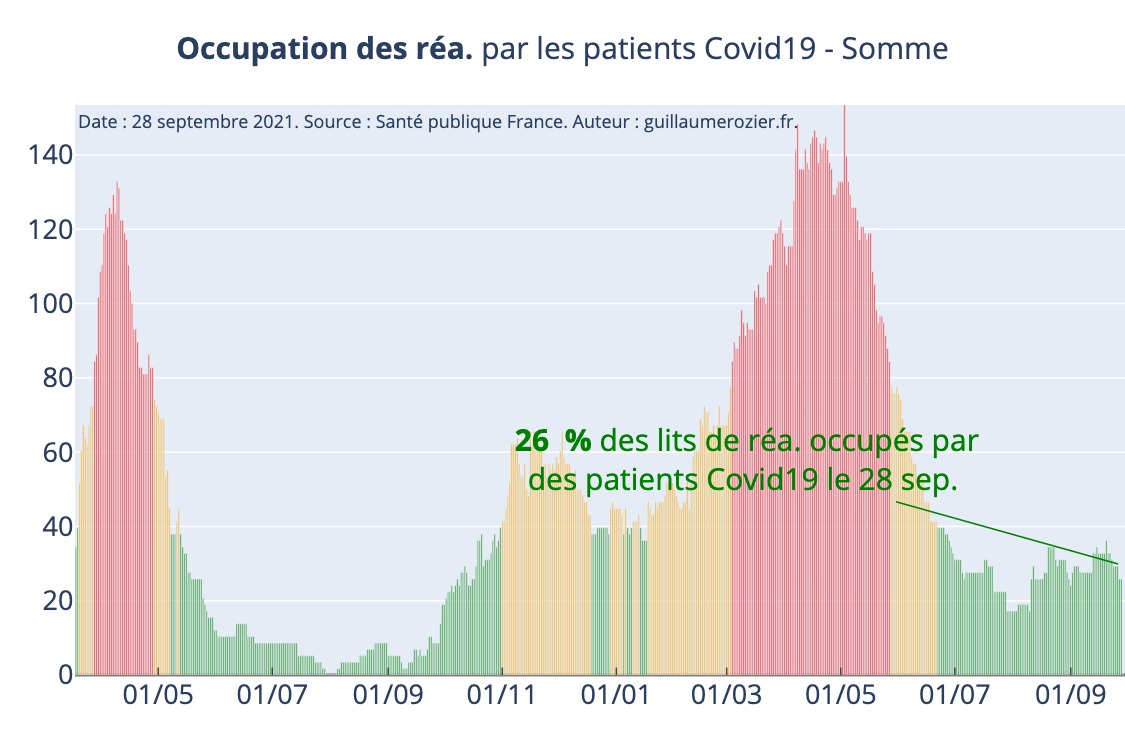 Occupation des réa. par les patients Covid19 - Somme
Date : 28 septembre 2021. Source : Santé publique France. Auteur : guillaumerozier.fr.
140
120
100
80
60
40
20
0
26 % des lits de réa. occupés par
des patients Covid19 le 28 sep.
01/05 01/07 01/09 01/11 01/01 01/03 01/05 01/07 01/09